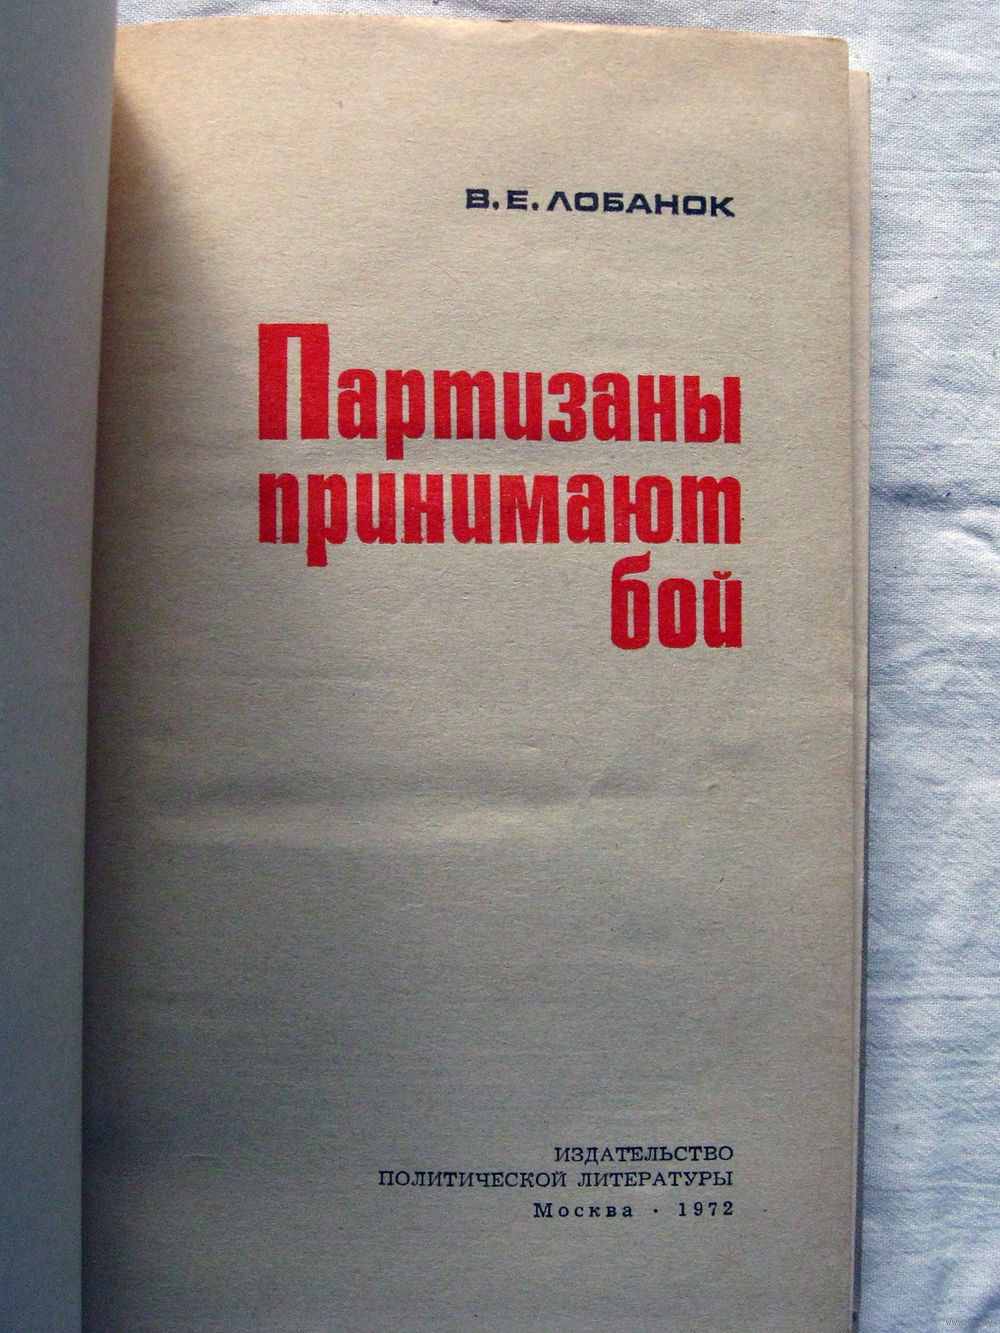 В. Е. ЛОБАНОК
Партизаны
принимают
бой
ИЗДАТЕЛЬСТВО
ПОЛИТИЧЕСКОЙ ЛИТЕРАТУРЫ
Москва · 1972